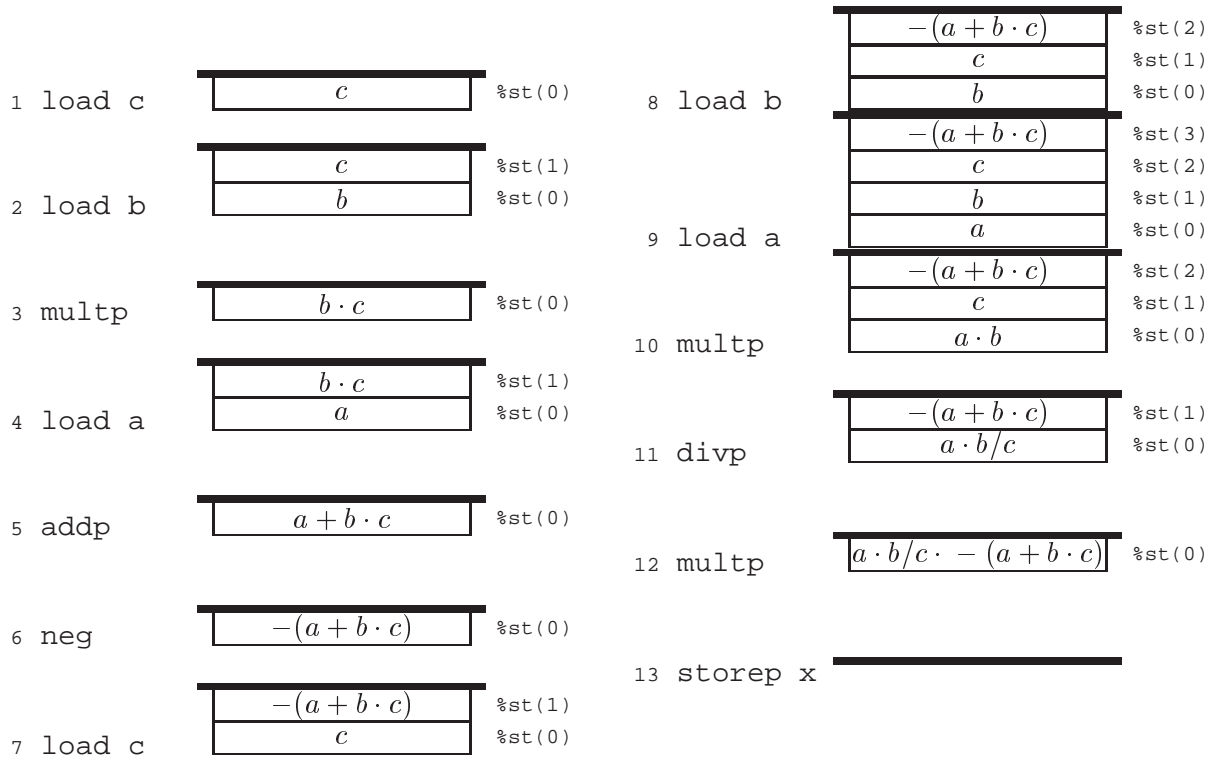 1 load c
c %st(0)
2 load b
c %st(1)
b %st(0)
3 multp
b · c %st(0)
4 load a
b · c %st(1)
a %st(0)
5 addp
a + b · c %st(0)
6 neg
−(a + b · c) %st(0)
7 load c
−(a + b · c) %st(1)
c %st(0)
8 load b
−(a + b · c) %st(2)
c %st(1)
b %st(0)
9 load a
−(a + b · c) %st(3)
c %st(2)
b %st(1)
a %st(0)
10 multp
−(a + b · c) %st(2)
c %st(1)
a · b %st(0)
11 divp
−(a + b · c) %st(1)
a · b/c %st(0)
12 multp
a · b/c · − (a + b · c) %st(0)
13 storep x